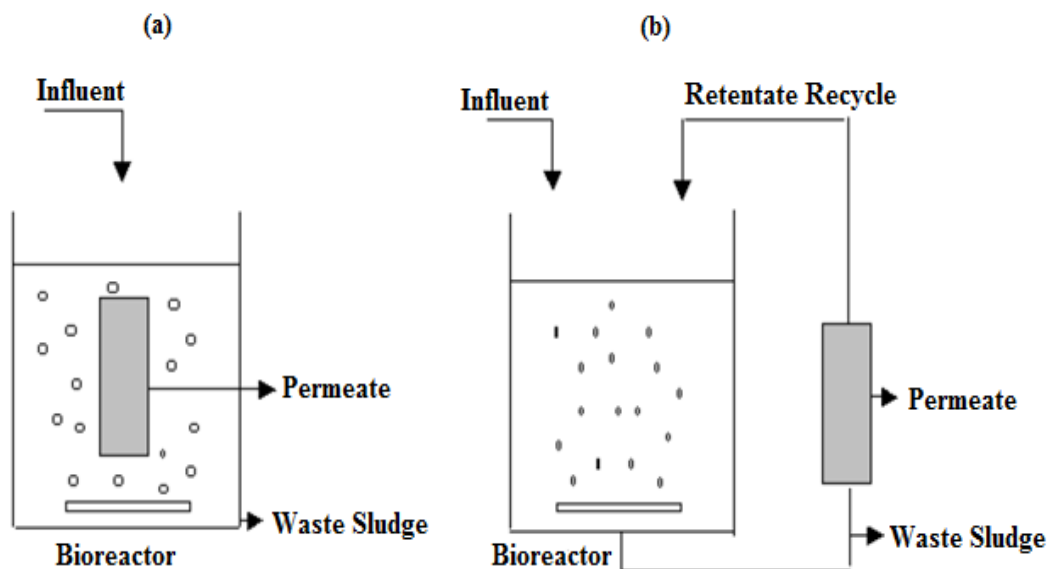 (a)
Influent
Permeate
Waste Sludge
Bioreactor
(b)
Influent
Retentate Recycle
Permeate
Waste Sludge
Bioreactor